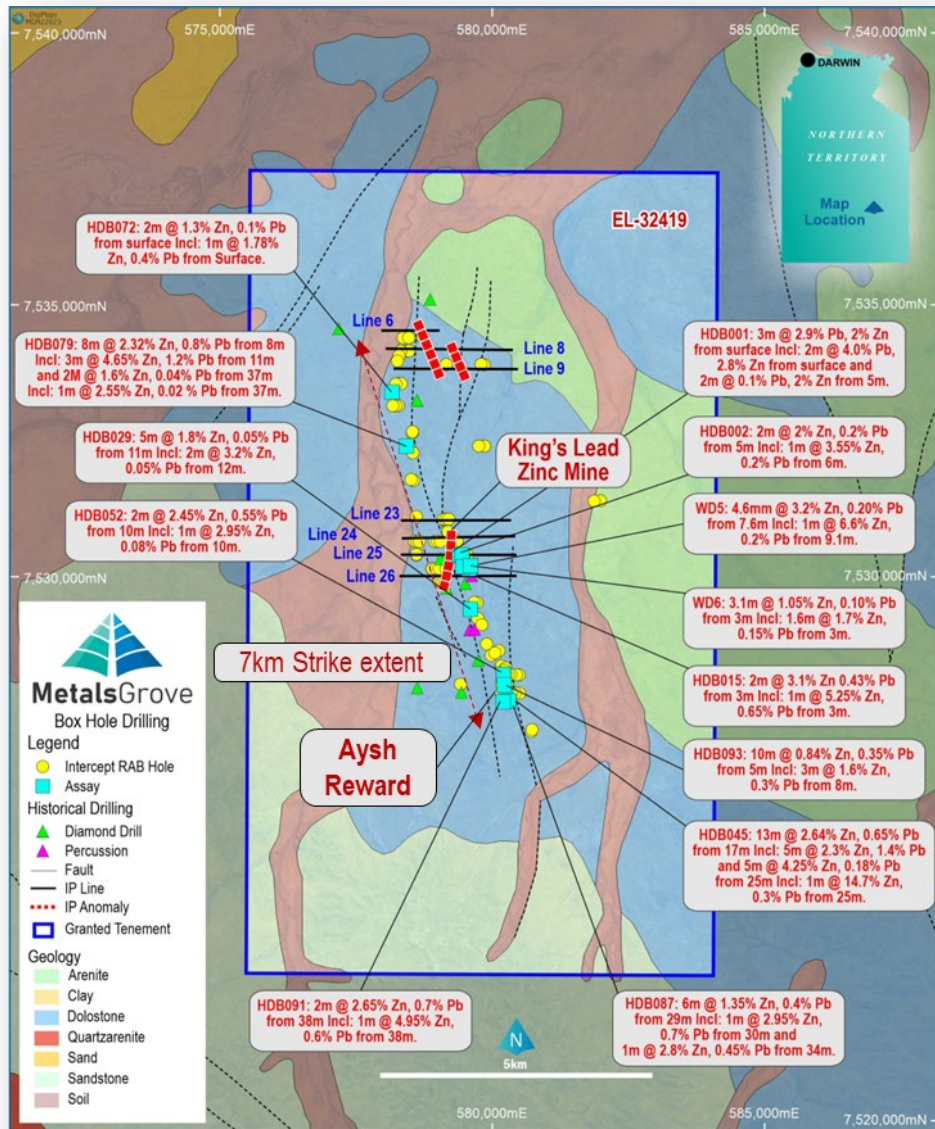 DigMaps
MGM22023
575,000mE
580,000mE
585,000mE
7,540,000mN
7,540,000mN
DARWIN
NORTHERN
TERRITORY
Map
Location
EL-32419
HDB072: 2m @ 1.3% Zn, 0.1% Pb
from surface Incl: 1m @ 1.78%
Zn, 0.4% Pb from Surface.
7,535,000mN
7,535,000mN
Line 6
Line 8
Line 9
HDB079: 8m @ 2.32% Zn, 0.8% Pb from 8m
Incl: 3m @ 4.65% Zn, 1.2% Pb from 11m
and 2M @ 1.6% Zn, 0.04% Pb from 37m
Incl: 1m @ 2.55% Zn, 0.02 % Pb from 37m.
HDB001: 3m @ 2.9% Pb, 2% Zn
from surface Incl: 2m @ 4.0% Pb,
2.8% Zn from surface and
2m @ 0.1% Pb, 2% Zn from 5m.
HDB029: 5m @ 1.8% Zn, 0.05% Pb
from 11m Incl: 2m @ 3.2% Zn,
0.05% Pb from 12m.
King's Lead
Zinc Mine
HDB002: 2m @ 2% Zn, 0.2% Pb
from 5m Incl: 1m @ 3.55% Zn,
0.2% Pb from 6m.
HDB052: 2m @ 2.45% Zn, 0.55% Pb
from 10m Incl: 1m @ 2.95% Zn,
0.08% Pb from 10m.
Line 23
Line 24
Line 25
Line 26
WD5: 4.6mm @ 3.2% Zn, 0.20% Pb
from 7.6m Incl: 1m @ 6.6% Zn,
0.2% Pb from 9.1m.
7,530,000mN
7,530,000mN
WD6: 3.1m @ 1.05% Zn, 0.10% Pb
from 3m Incl: 1.6m @ 1.7% Zn,
0.15% Pb from 3m.
7km Strike extent
HDB015: 2m @ 3.1% Zn 0.43% Pb
from 3m Incl: 1m @ 5.25% Zn,
0.65% Pb from 3m.
Aysh
Reward
HDB093: 10m @ 0.84% Zn, 0.35% Pb
from 5m Incl: 3m @ 1.6% Zn,
0.3% Pb from 8m.
HDB045: 13m @ 2.64% Zn, 0.65% Pb
from 17m Incl: 5m @ 2.3% Zn, 1.4% Pb
and 5m @ 4.25% Zn, 0.18% Pb
from 25m Incl: 1m @ 14.7% Zn,
0.3% Pb from 25m.
MetalsGrove
Box Hole Drilling
Legend
Intercept RAB Hole
Assay
Historical Drilling
Diamond Drill
Percussion
Fault
IP Line
IP Anomaly
Granted Tenement
Geology
Arenite
Clay
Dolostone
Quartzarenite
Sand
Sandstone
Soil
HDB091: 2m @ 2.65% Zn, 0.7% Pb
from 38m Incl: 1m @ 4.95% Zn,
0.6% Pb from 38m.
HDB087: 6m @ 1.35% Zn, 0.4% Pb
from 29m Incl: 1m @ 2.95% Zn,
0.7% Pb from 30m and
1m @ 2.8% Zn, 0.45% Pb from 34m.
N
5km
580,000mE
585,000mE
7,520,000mN